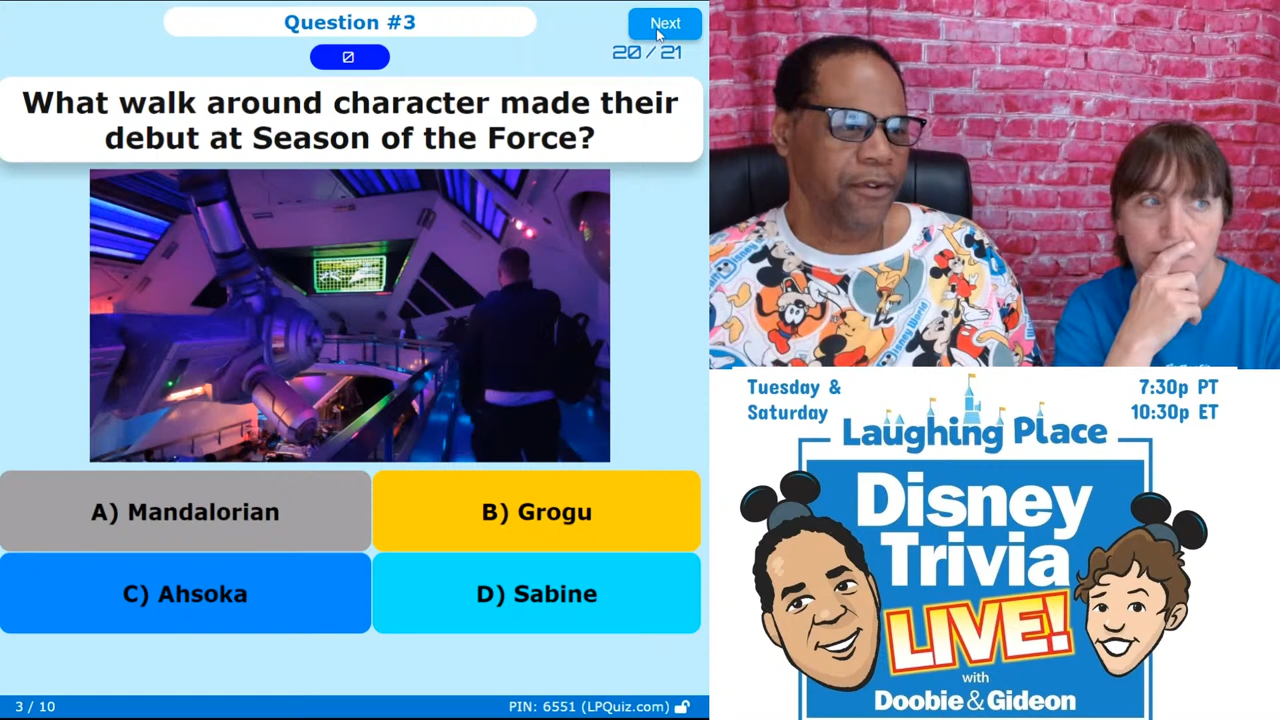 Question #3
Next
20/21
0
What walk around character made their
debut at Season of the Force?
A) Mandalorian
B) Grogu
C) Ahsoka
D) Sabine
3 / 10
PIN: 6551 (LPQuiz.com)
Tuesday &
Saturday
7:30p PT
10:30p ET
Laughing Place
Disney
Trivia
LIVE!
with
Doobie & Gideon